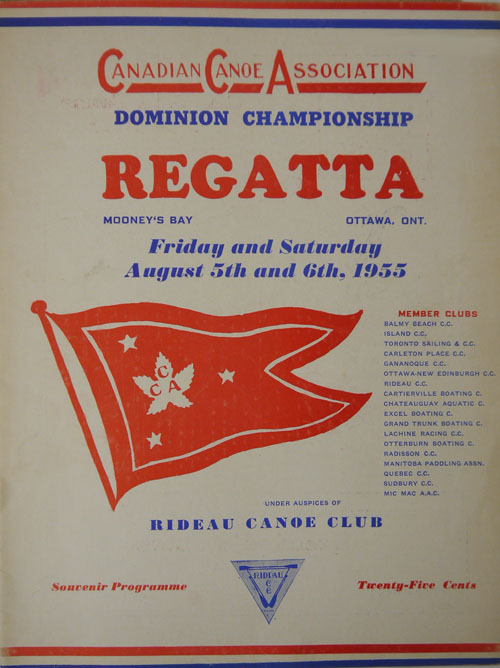 CANADIAN CANOE ASSOCIATION
DOMINION CHAMPIONSHIP
REGATTA
MOONEY'S BAY OTTAWA, ONT.
Friday and Saturday
August 5th and 6th, 1955
MEMBER CLUBS
BALMY BEACH C.C.
ISLAND C.C.
TORONTO SAILING & C.C.
CARLETON PLACE C.C.
GANANOQUE C.C.
OTTAWA-NEW EDINBURGH C.C.
RIDEAU C.C.
CARTIERVILLE BOATING C.
CHATEAUGUAY AQUATIC C.
EXCEL BOATING C.
GRAND TRUNK BOATING C.
LACHINE RACING C.C.
OTTERBURN BOATING C.
RADISSON C.C.
MANITOBA PADDLING ASSN.
QUEBEC C.C.
SUDBURY C.C.
MIC MAC A.A.C.
C
C A
UNDER AUSPICES OF
RIDEAU CANOE CLUB
RIDEAU
C
C
Souvenir Programme Twenty-Five Cents